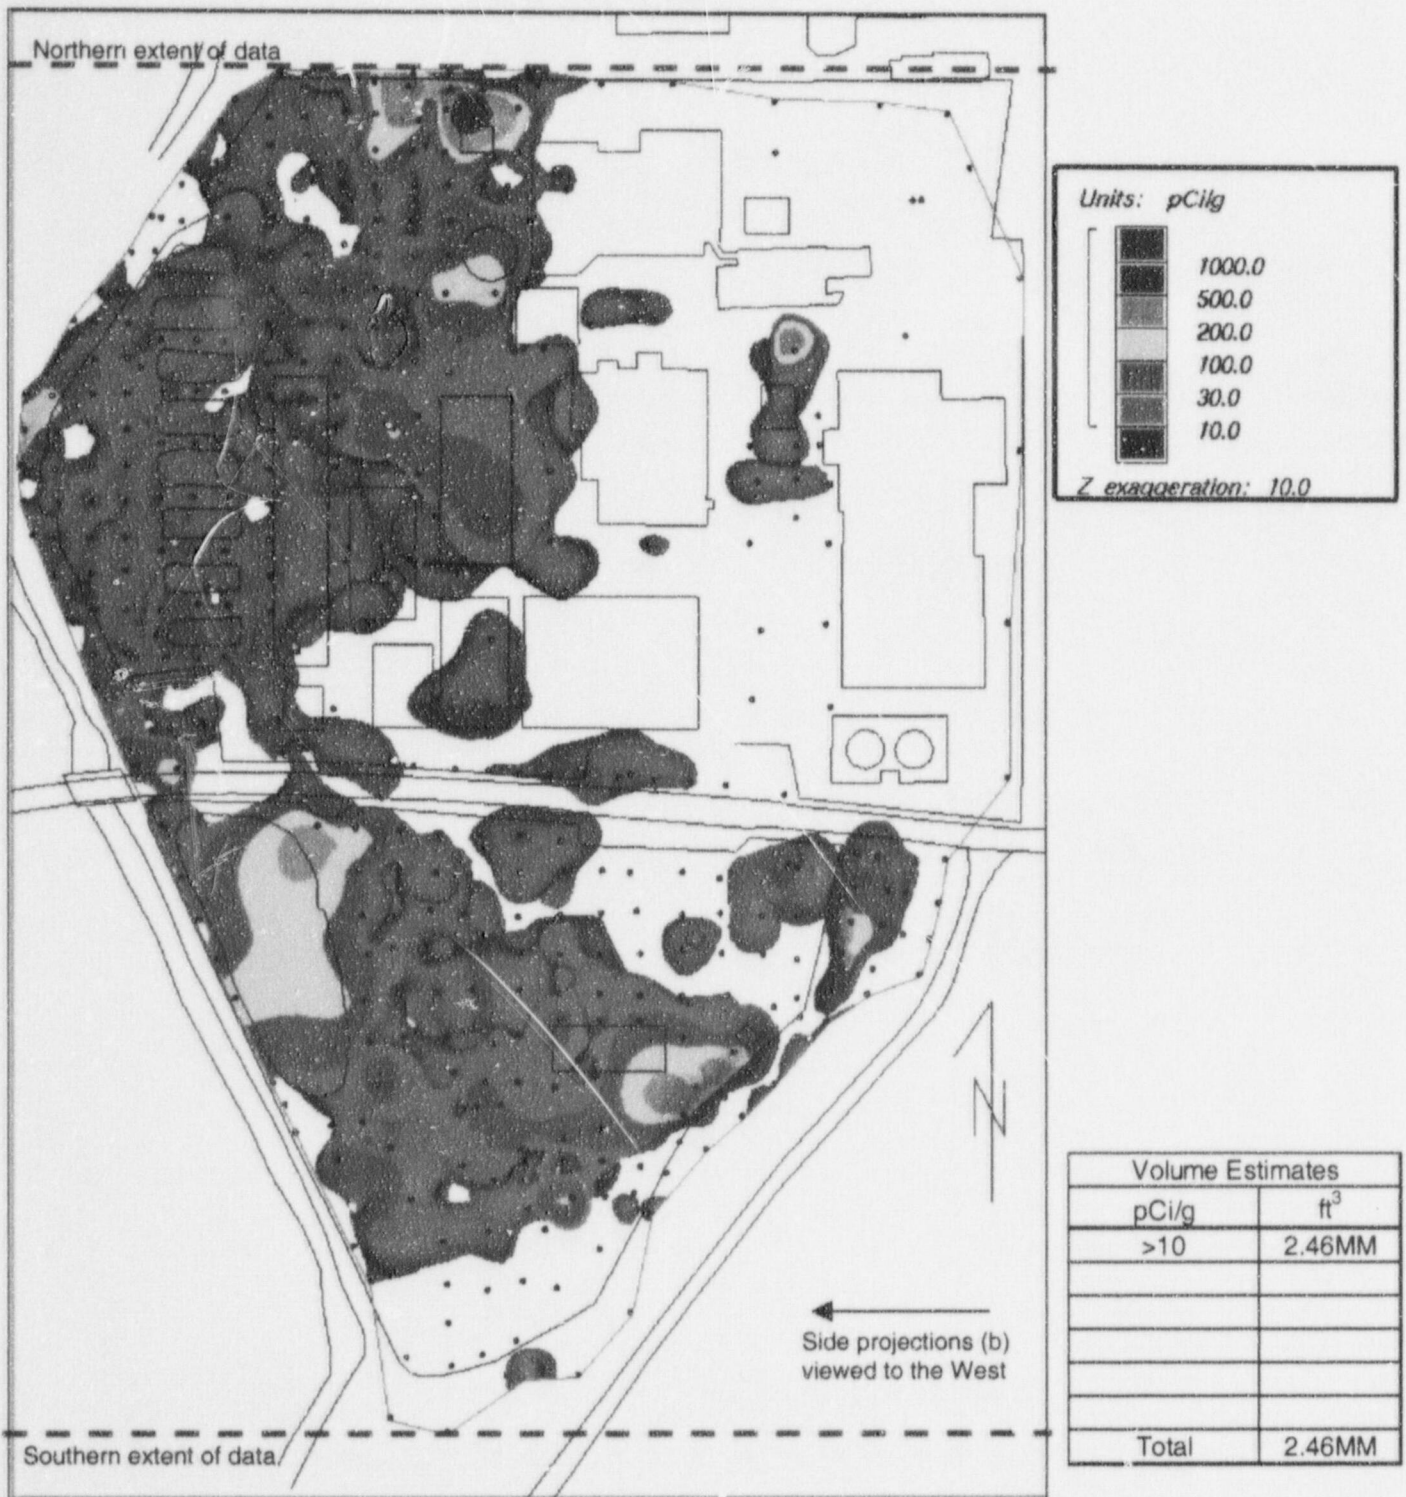 Northern extent of data
Units: pCi/g
1000.0
500.0
200.0
100.0
30.0
10.0
Z exaggeration: 10.0
N
Volume Estimates
pCi/g ft³
>10 2.46MM
Total 2.46MM
Side projections (b)
viewed to the West
Southern extent of data